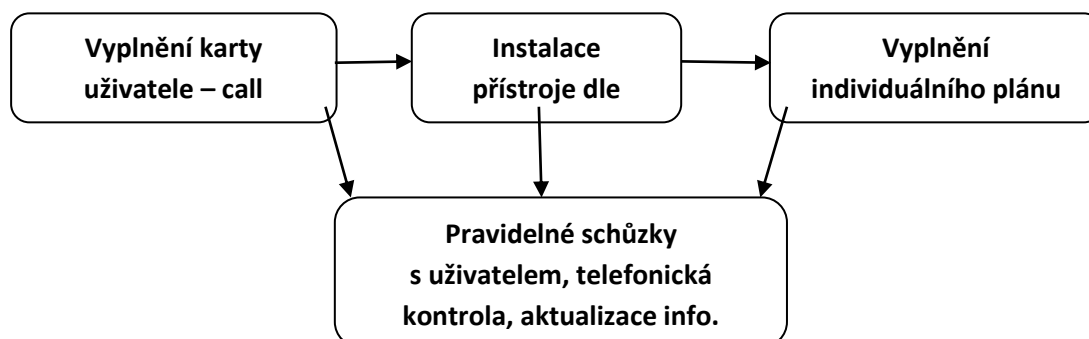 Vyplnění karty
uživatele – call
Instalace
přístroje dle
Vyplnění
individuálního plánu
Pravidelné schůzky
s uživatelem, telefonická
kontrola, aktualizace info.